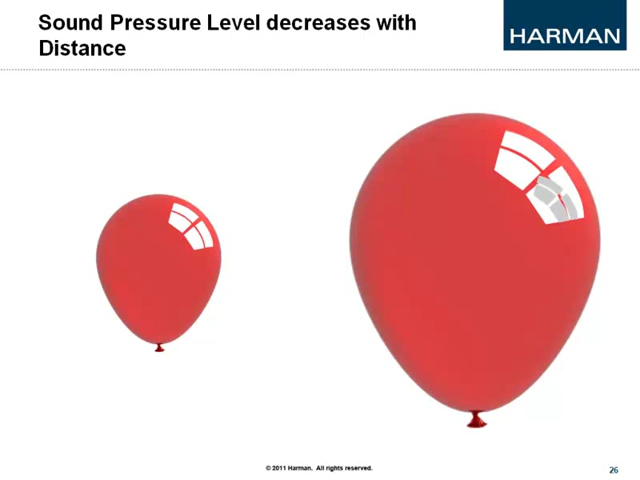 Sound Pressure Level decreases with
Distance
HARMAN
© 2011 Harman. All rights reserved.
26